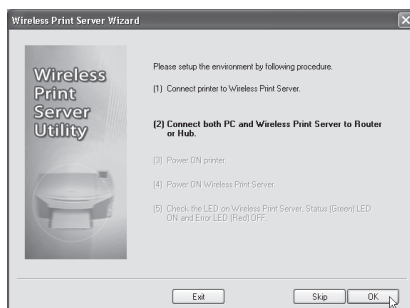 Wireless Print Server Wizard
Wireless
Print
Server
Utility
Please setup the environment by following procedure.
(1) Connect printer to Wireless Print Server.
(2) Connect both PC and Wireless Print Server to Router
or Hub.
(3) Power ON printer.
(4) Power ON Wireless Print Server.
(5) Check the LED on Wireless Print Server, Status (Green) LED
ON and Error LED (Red) OFF.
Exit
Skip
OK